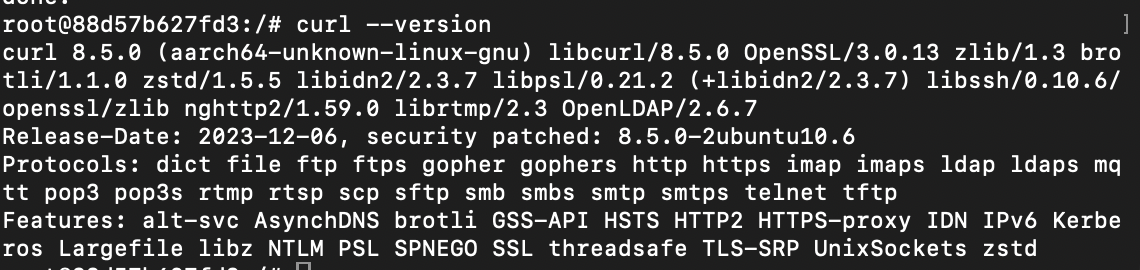 done.
root@88d57b627fd3:/# curl --version ]
curl 8.5.0 (aarch64-unknown-linux-gnu) libcurl/8.5.0 OpenSSL/3.0.13 zlib/1.3 bro
tli/1.1.0 zstd/1.5.5 libidn2/2.3.7 libpsl/0.21.2 (+libidn2/2.3.7) libssh/0.10.6/
openssl/zlib nghttp2/1.59.0 librtmp/2.3 OpenLDAP/2.6.7
Release-Date: 2023-12-06, security patched: 8.5.0-2ubuntu10.6
Protocols: dict file ftp ftps gopher gophers http https imap imaps ldap ldaps mq
tt pop3 pop3s rtmp rtsp scp sftp smb smbs smtp smtps telnet tftp
Features: alt-svc AsynchDNS brotli GSS-API HSTS HTTP2 HTTPS-proxy IDN IPv6 Kerbe
ros Largefile libz NTLM PSL SPNEGO SSL threadsafe TLS-SRP UnixSockets zstd